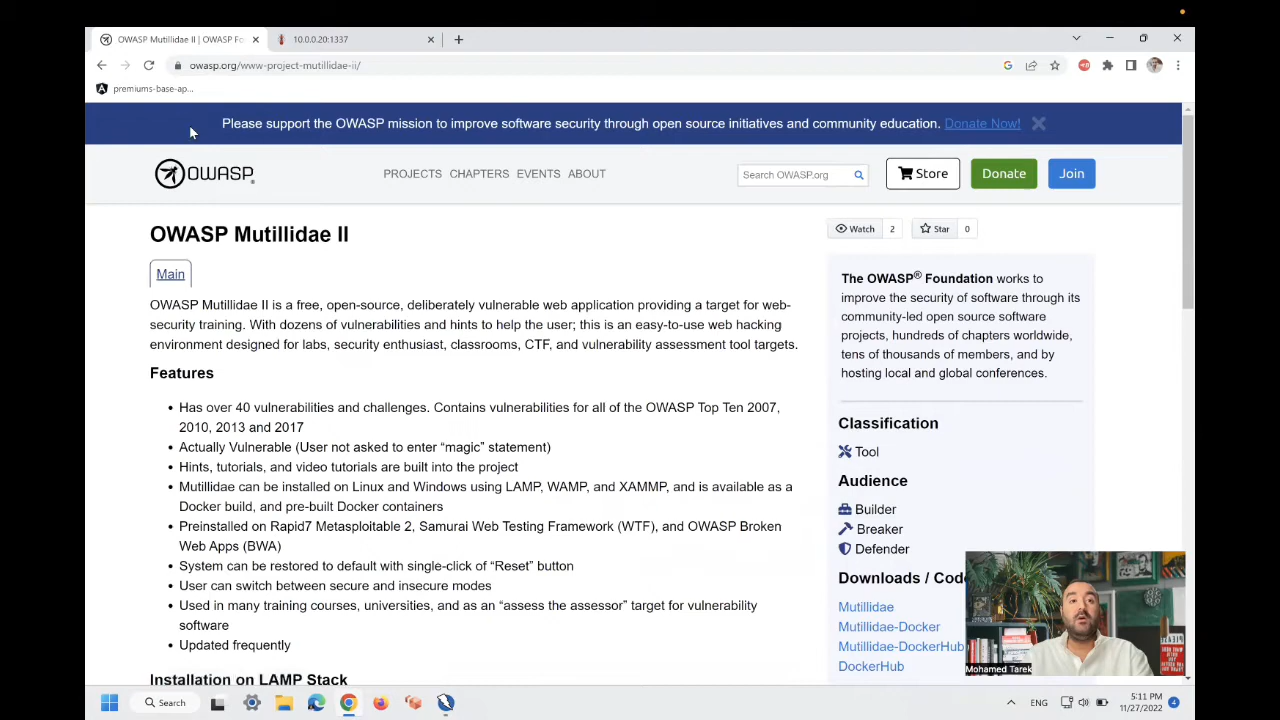 OWASP Mutillidae II | OWASP Fo
10.0.0.20:1337
owasp.org/www-project-mutillidae-ii/
premiums-base-ap...
Please support the OWASP mission to improve software security through open source initiatives and community education. Donate Now!
OWASP
PROJECTS CHAPTERS EVENTS ABOUT
Search OWASP.org
Store
Donate
Join
OWASP Mutillidae II
Watch 2 Star 0
Main
OWASP Mutillidae II is a free, open-source, deliberately vulnerable web application providing a target for web-
security training. With dozens of vulnerabilities and hints to help the user; this is an easy-to-use web hacking
environment designed for labs, security enthusiast, classrooms, CTF, and vulnerability assessment tool targets.
Features
Has over 40 vulnerabilities and challenges. Contains vulnerabilities for all of the OWASP Top Ten 2007,
2010, 2013 and 2017
Actually Vulnerable (User not asked to enter “magic” statement)
Hints, tutorials, and video tutorials are built into the project
Mutillidae can be installed on Linux and Windows using LAMP, WAMP, and XAMMP, and is available as a
Docker build, and pre-built Docker containers
Preinstalled on Rapid7 Metasploitable 2, Samurai Web Testing Framework (WTF), and OWASP Broken
Web Apps (BWA)
System can be restored to default with single-click of “Reset” button
User can switch between secure and insecure modes
Used in many training courses, universities, and as an “assess the assessor” target for vulnerability
software
Updated frequently
Installation on LAMP Stack
The OWASP® Foundation works to
improve the security of software through its
community-led open source software
projects, hundreds of chapters worldwide,
tens of thousands of members, and by
hosting local and global conferences.
Classification
Tool
Audience
Builder
Breaker
Defender
Downloads / Code
Mutillidae
Mutillidae-Docker
Mutillidae-DockerHub
DockerHub
Mohamed Tarek
Search
ENG
5:11 PM
11/27/2022
4